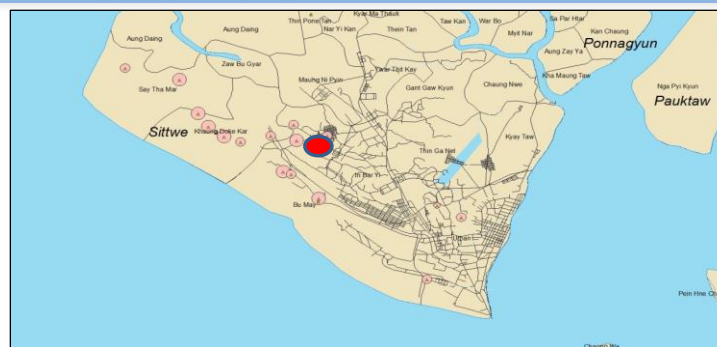 Thin Pone Tan
Kyar Ma Thauk
Aung Daing
Nar Yi Kan
Thein Tan
Taw Kan
War Bo
Sa Par Htar
Aung Daing
Myit Nar
Kan Chaung
Ponnagyun
Zaw Bu Gyar
Aung Zay Ya
Say Tha Mar
Maung Ni Pyin
Kha Maung Taw
Gant Gaw Kyun
Chaung Nwe
Nga Pyi Kyun
Pauktaw
Sittwe
Khaung Doke Kar
Kyay Taw
Thin Ga Net
Bu May
Urban
Pein Hne